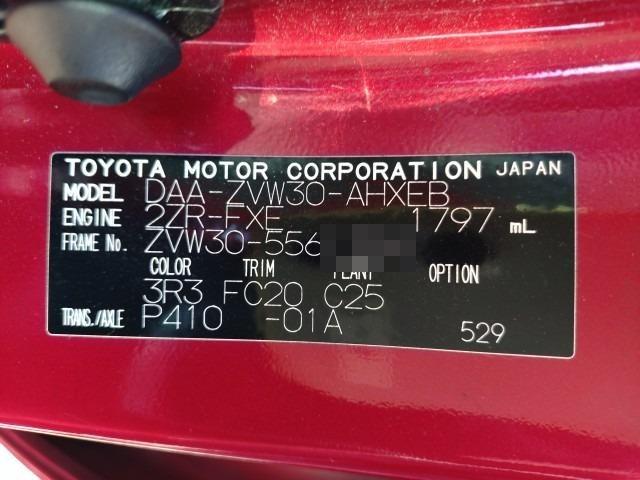 TOYOTA MOTOR CORPORATION JAPAN
MODEL DAA-ZVW30-AHXEB
ENGINE 2ZR-FXE 1797 mL
FRAME No. ZVW30-556
COLOR TRIM PLANT OPTION
3R3 FC20 C25
TRANS./AXLE P410 -01A 529